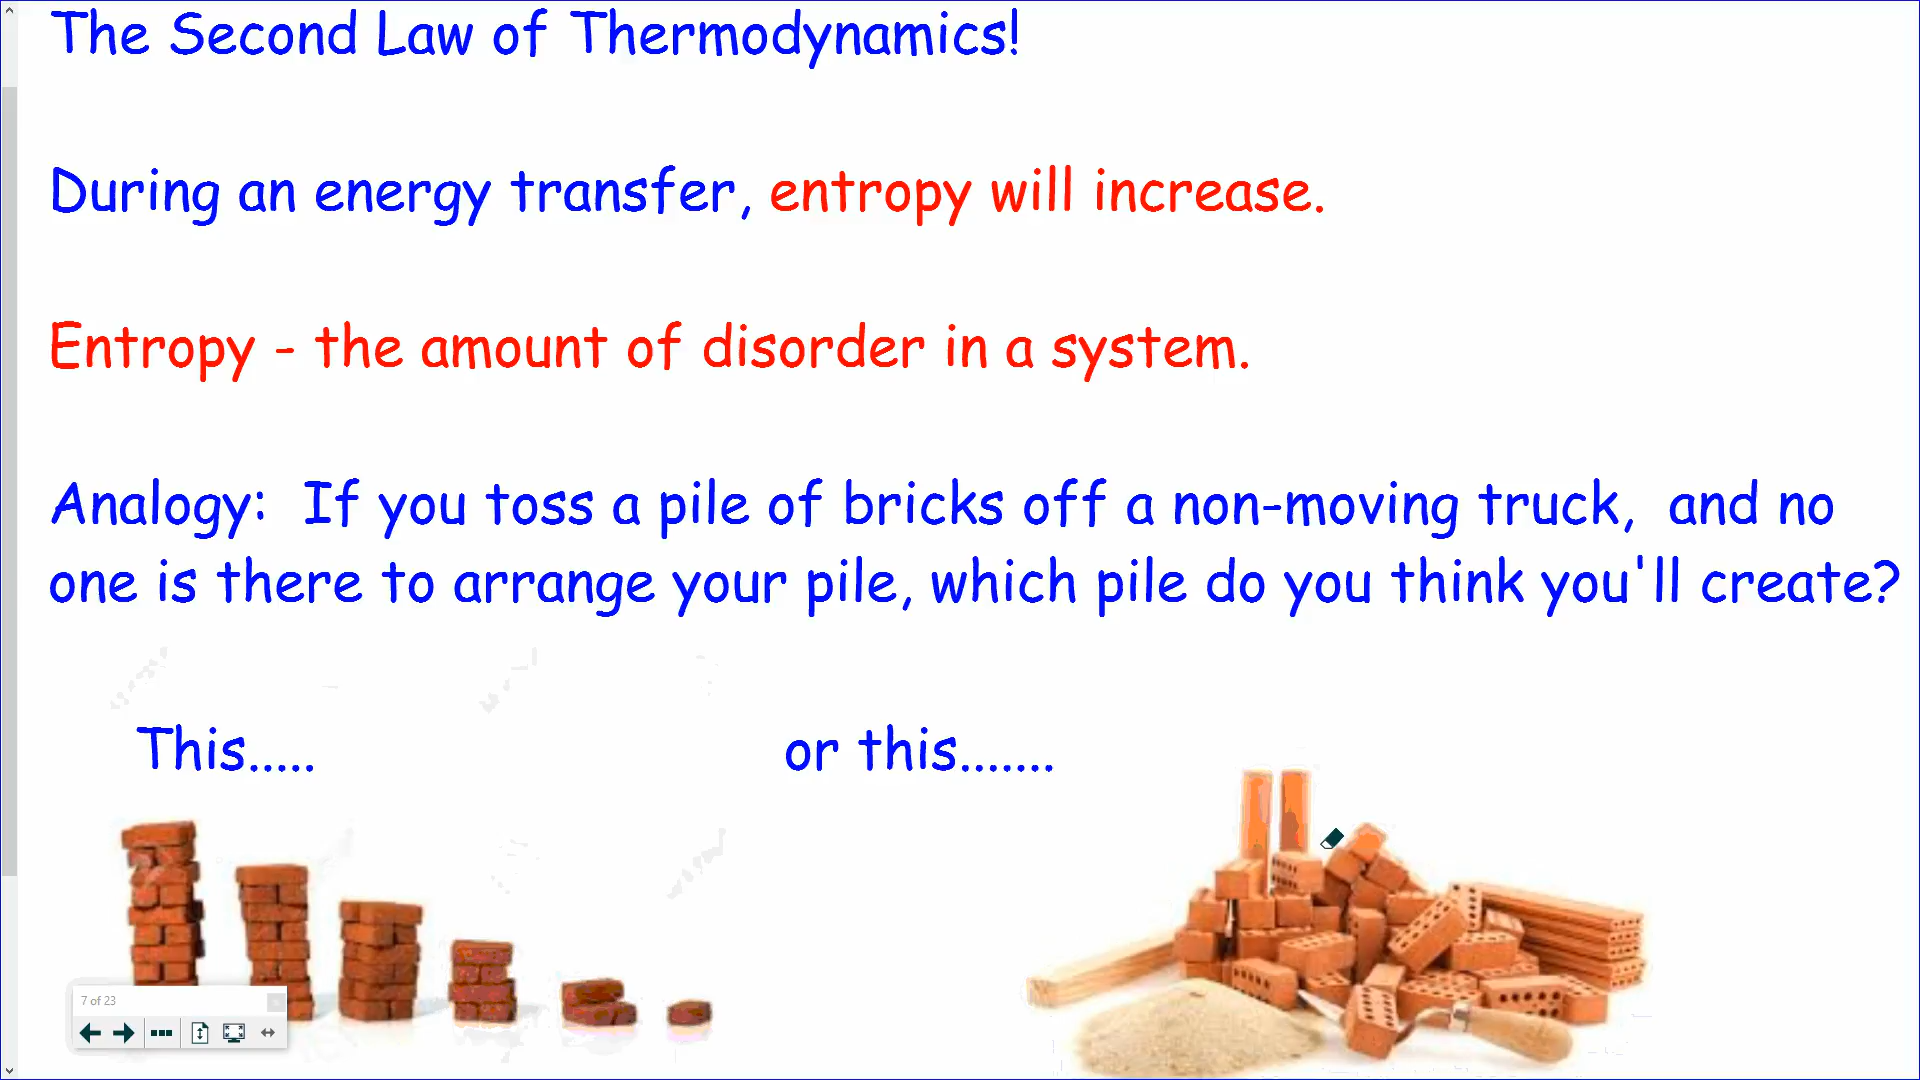 The Second Law of Thermodynamics!
During an energy transfer, entropy will increase.
Entropy - the amount of disorder in a system.
Analogy:  If you toss a pile of bricks off a non-moving truck,  and no
one is there to arrange your pile, which pile do you think you'll create?
This.....
or this.......
7 of 23